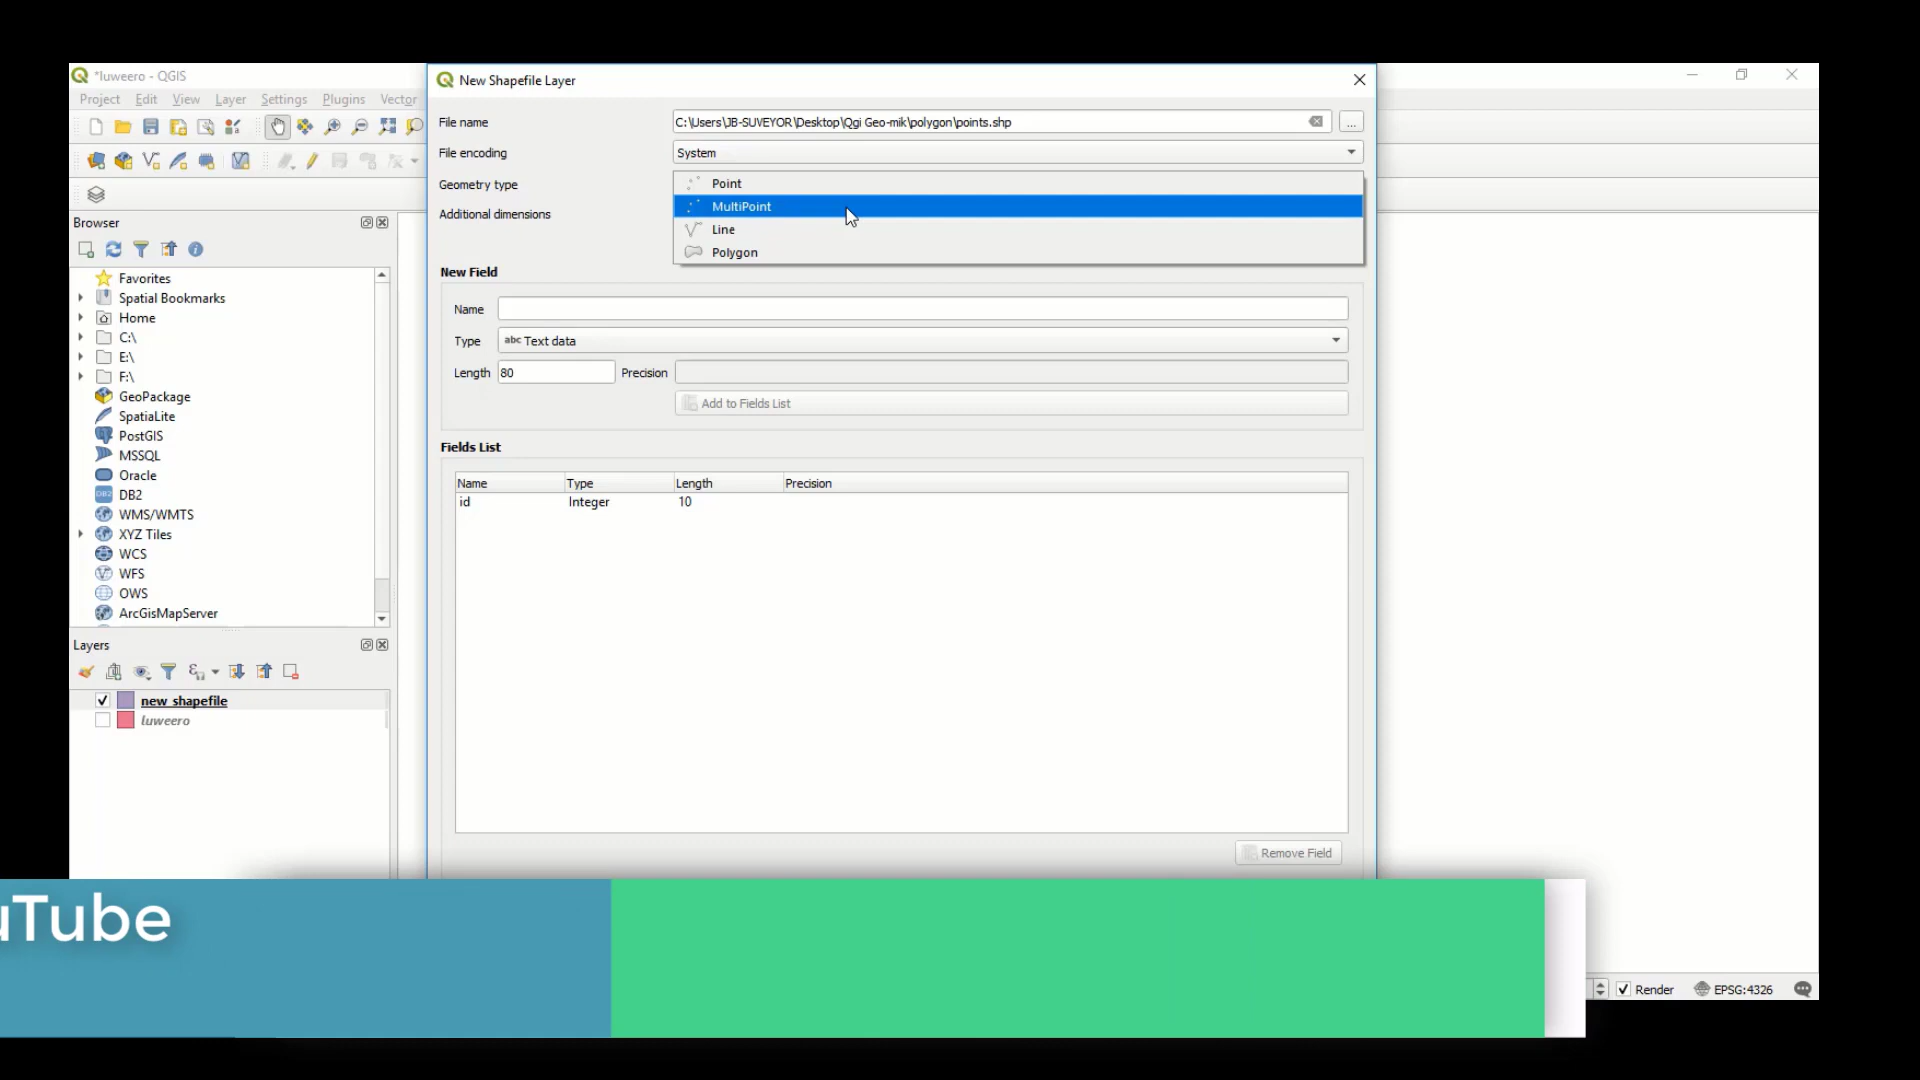 *luweero - QGIS
Project Edit View Layer Settings Plugins Vector
Browser
Favorites
Spatial Bookmarks
Home
C:\
E:\
F:\
GeoPackage
SpatiaLite
PostGIS
MSSQL
Oracle
DB2
WMS/WMTS
XYZ Tiles
WCS
WFS
OWS
ArcGisMapServer
Layers
new shapefile
luweero
New Shapefile Layer
File name C:\Users\JB-SUVEYOR\Desktop\Qgi Geo-mik\polygon\points.shp ...
File encoding System
Geometry type
Point
MultiPoint
Additional dimensions
Line
Polygon
New Field
Name
Type abc Text data
Length 80 Precision
Add to Fields List
Fields List
Name Type Length Precision
id Integer 10
Remove Field
uTube
Render EPSG:4326